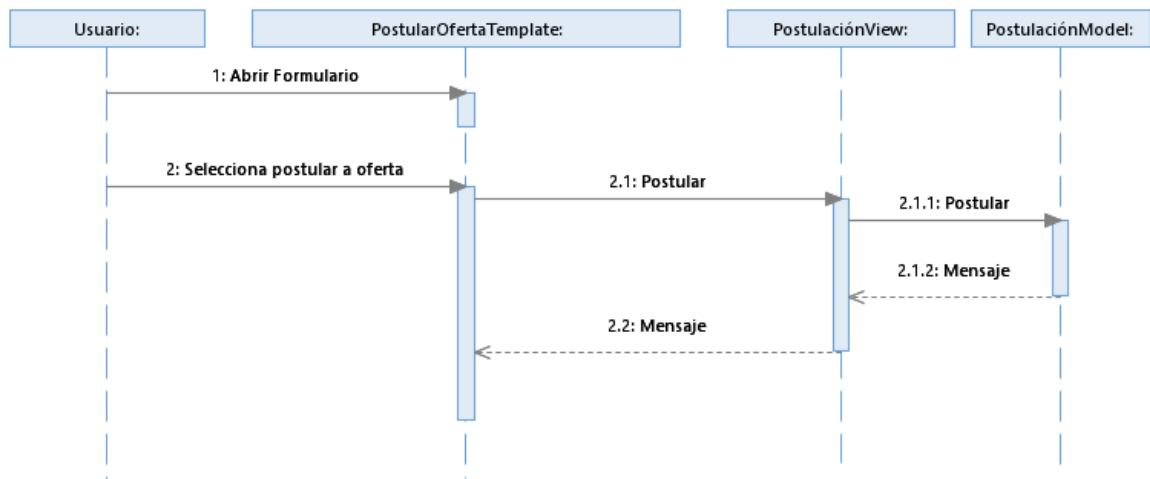 Usuario:
PostularOfertaTemplate:
PostulaciónView:
PostulaciónModel:
1: Abrir Formulario
2: Selecciona postular a oferta
2.1: Postular
2.1.1: Postular
2.1.2: Mensaje
2.2: Mensaje